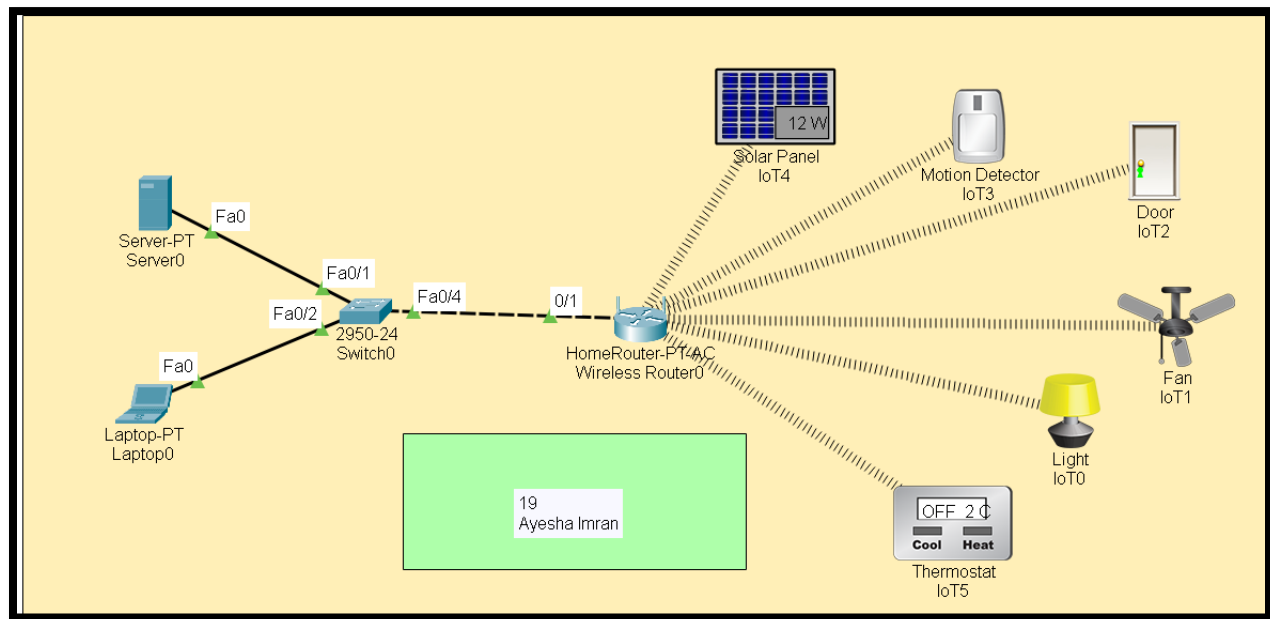 12 W
Solar Panel
IoT4
Motion Detector
IoT3
Door
IoT2
Fa0
Server-PT
Server0
Fa0/1
Fa0/2
Fa0/4
0/1
2950-24
Switch0
HomeRouter-PT-AC
Wireless Router0
Fan
IoT1
Fa0
Laptop-PT
Laptop0
Light
IoT0
19
Ayesha Imran
OFF 2 C
Cool Heat
Thermostat
IoT5